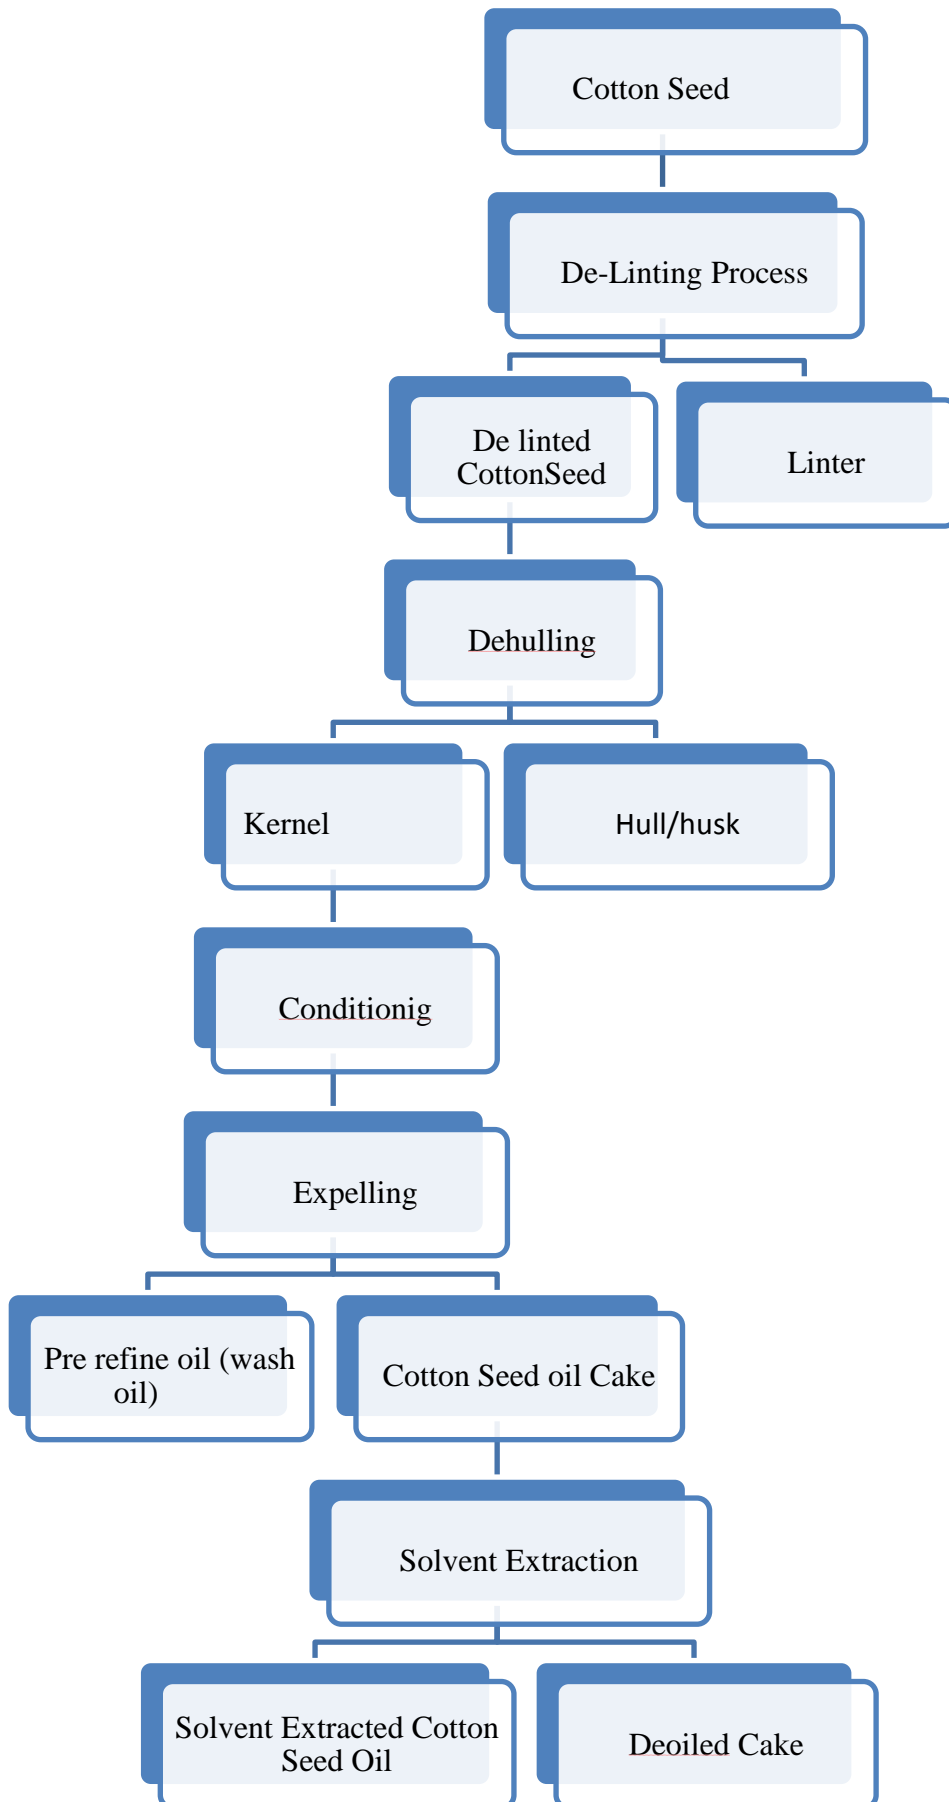 Cotton Seed
De-Linting Process
De linted
CottonSeed
Linter
Dehulling
Kernel
Hull/husk
Conditionig
Expelling
Pre refine oil (wash
oil)
Cotton Seed oil Cake
Solvent Extraction
Solvent Extracted Cotton
Seed Oil
Deoiled Cake